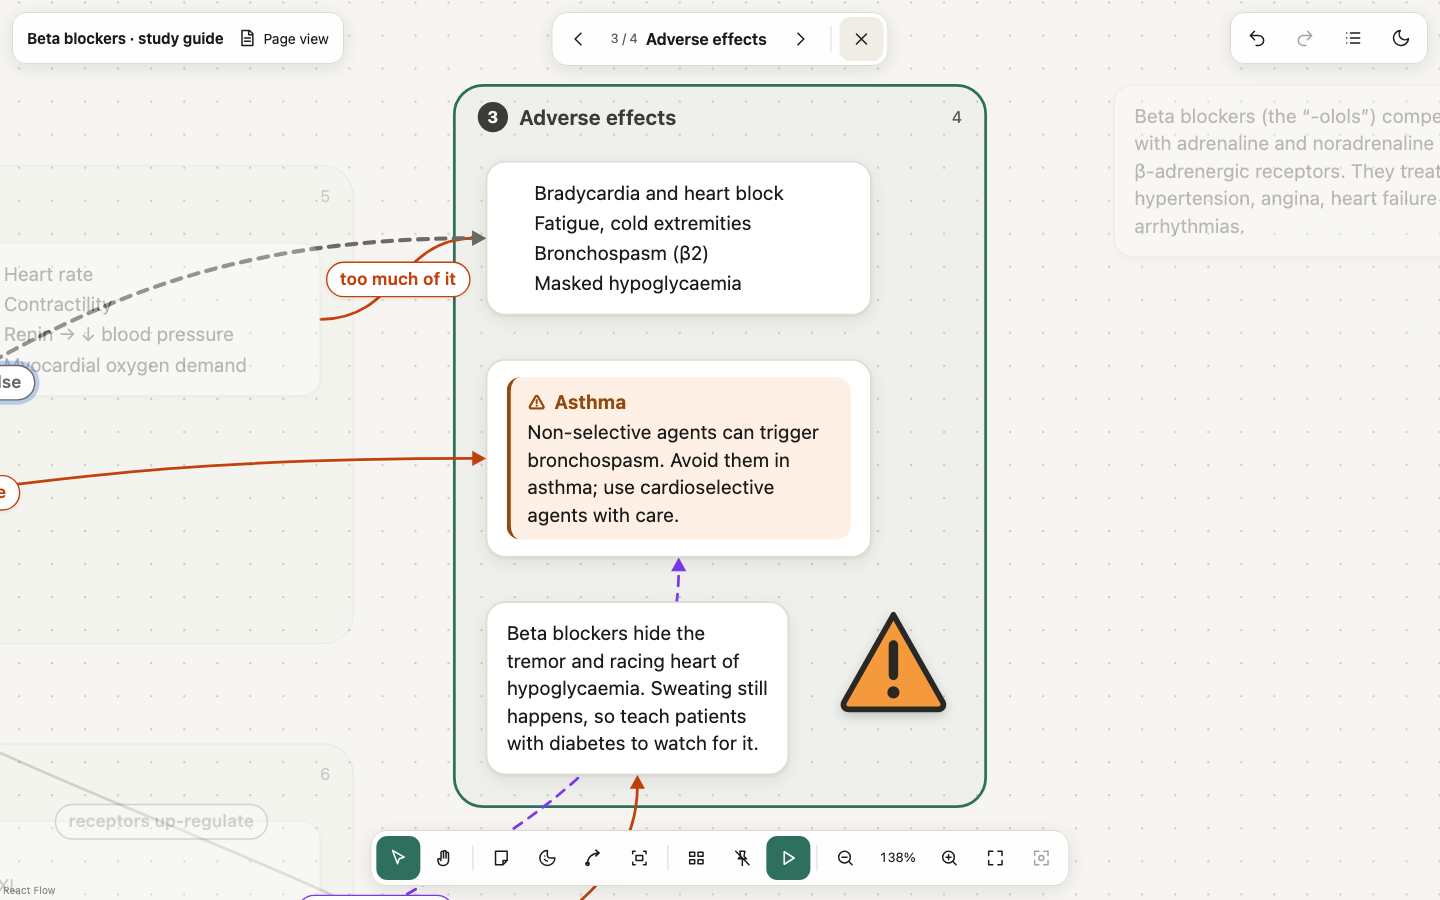 Beta blockers · study guide
Page view
3 / 4 Adverse effects
3 Adverse effects
4
Bradycardia and heart block
Fatigue, cold extremities
Bronchospasm (β2)
Masked hypoglycaemia
Asthma
Non-selective agents can trigger
bronchospasm. Avoid them in
asthma; use cardioselective
agents with care.
Beta blockers hide the
tremor and racing heart of
hypoglycaemia. Sweating still
happens, so teach patients
with diabetes to watch for it.
too much of it
5
Heart rate
Contractility
Renin → ↓ blood pressure
Myocardial oxygen demand
lse
e
6
receptors up-regulate
Beta blockers (the “-olols”) compe
with adrenaline and noradrenaline
β-adrenergic receptors. They treat
hypertension, angina, heart failure
arrhythmias.
138%
React Flow